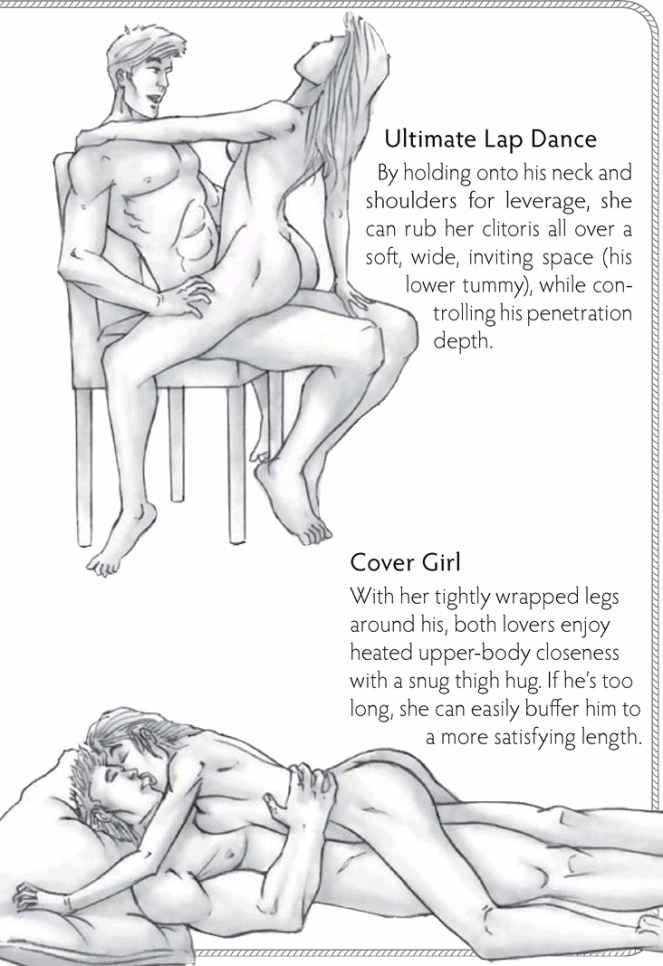 Ultimate Lap Dance
By holding onto his neck and
shoulders for leverage, she
can rub her clitoris all over a
soft, wide, inviting space (his
lower tummy), while con-
trolling his penetration
depth.
Cover Girl
With her tightly wrapped legs
around his, both lovers enjoy
heated upper-body closeness
with a snug thigh hug. If he's too
long, she can easily buffer him to
a more satisfying length.